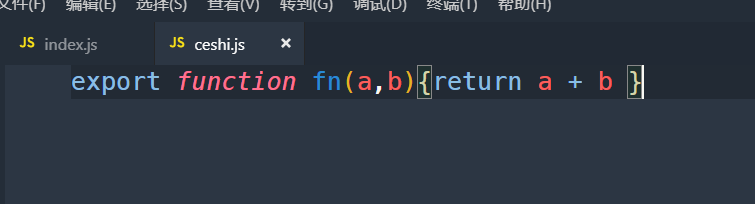 文件(F) 编辑(E) 选择(S) 查看(V) 转到(G) 调试(D) 终端(T) 帮助(H)
JS index.js JS ceshi.js ×
export function fn(a,b){return a + b }